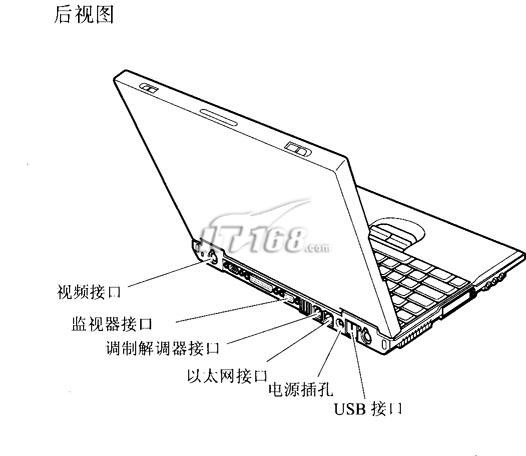 后视图
IT168.com
视频接口
监视器接口
调制解调器接口
以太网接口
电源插孔
USB 接口